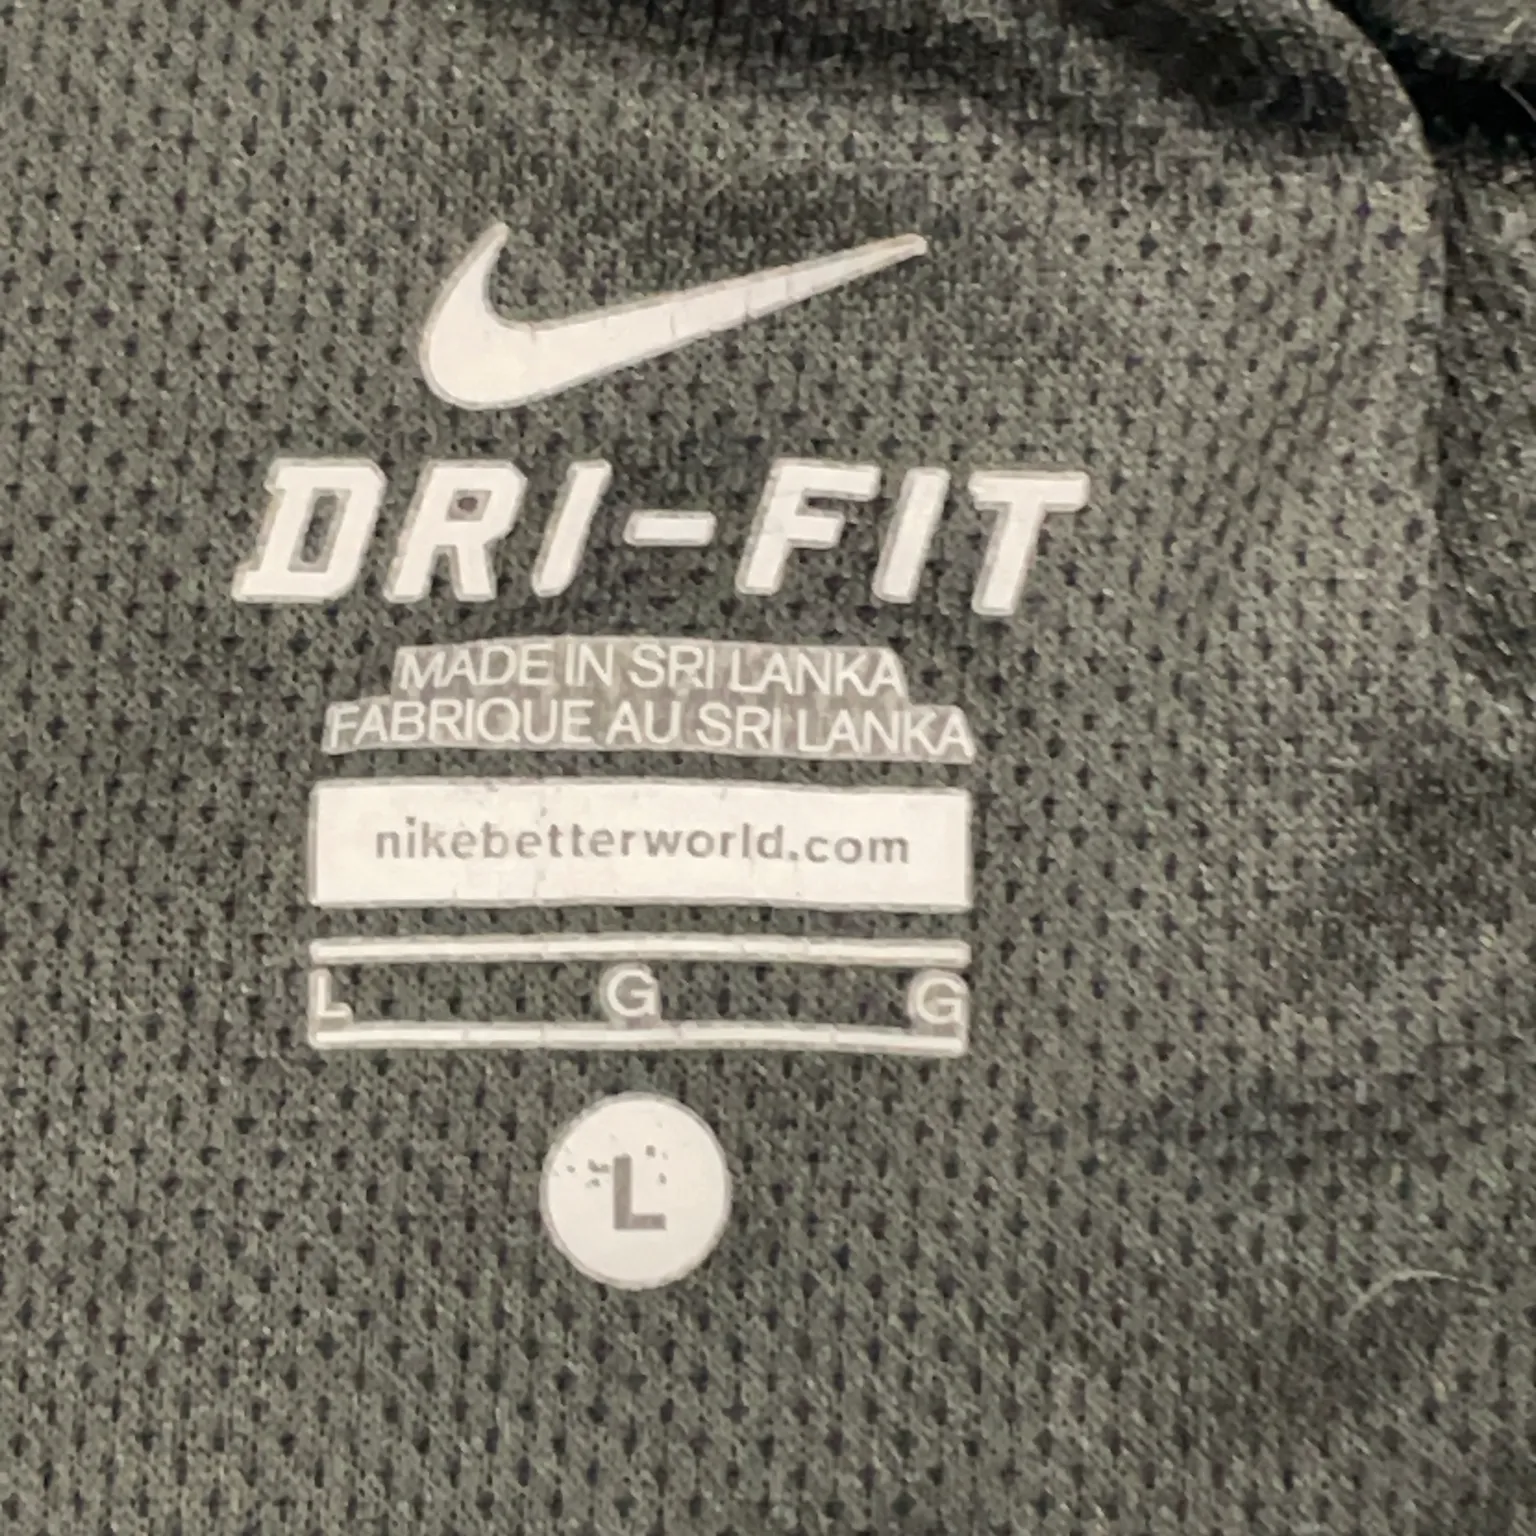 DRI-FIT
MADE IN SRI LANKA
FABRIQUE AU SRI LANKA
nikebetterworld.com
L G G
L